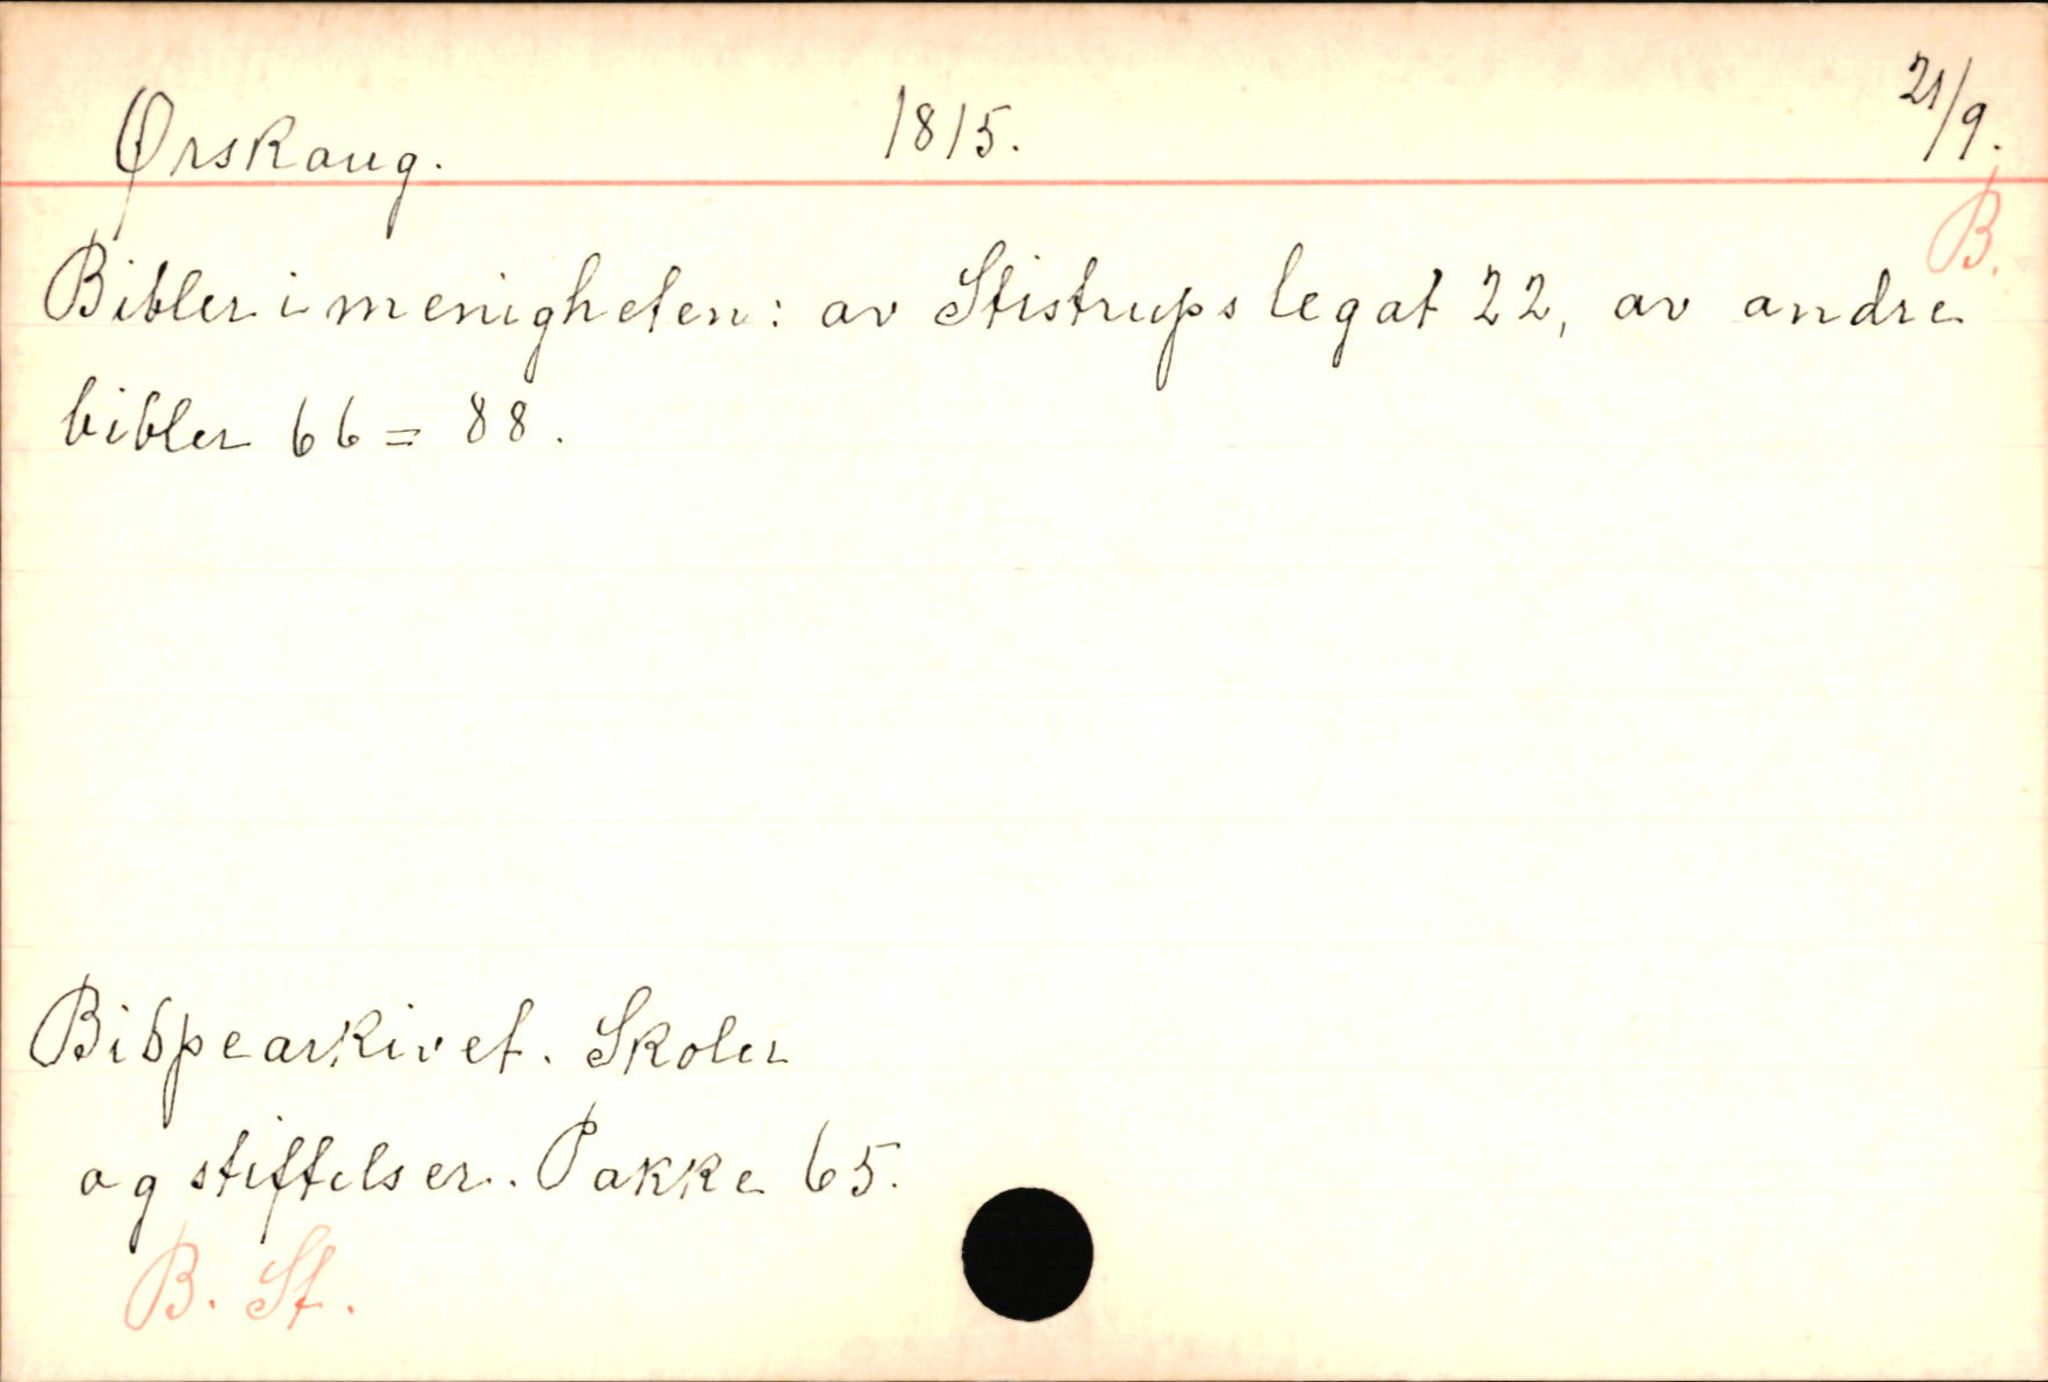 Ørskaug. 1815. 21/9.
B.
Bibler i menigheten: av Stistrups legat 22, av andre
bibler 66 = 88.
Bispearkivet. Skoler
og stiftelser. Pakke 65.
B. St.